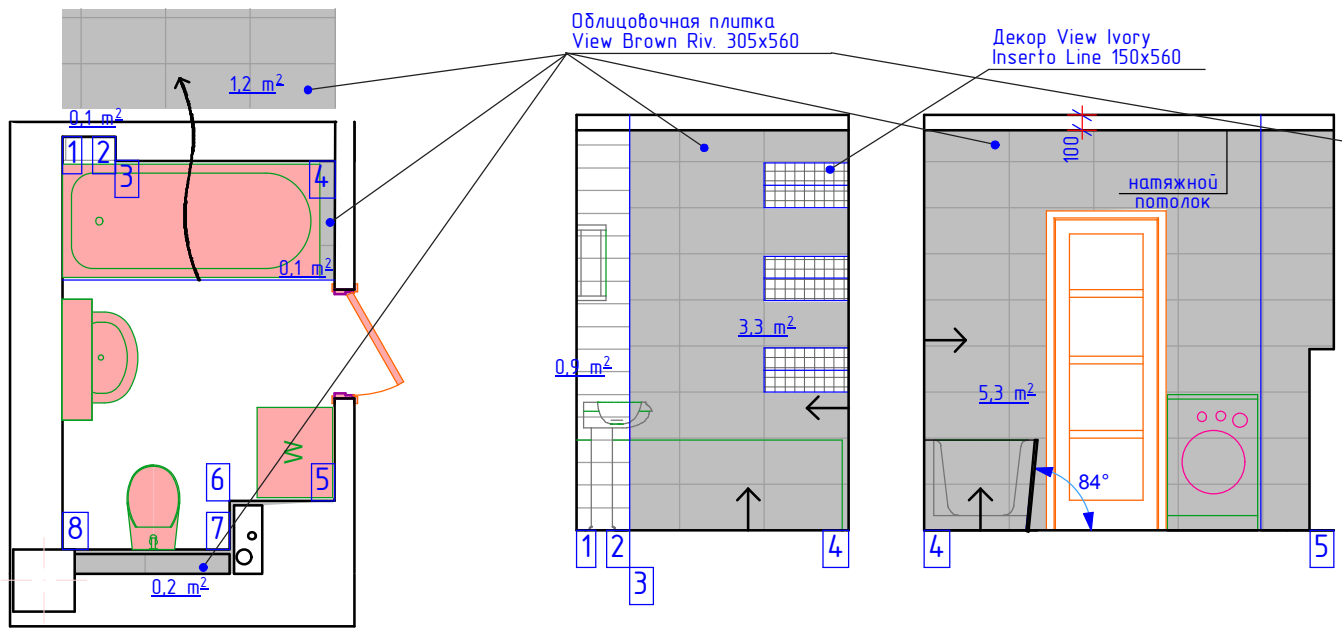 Облицовочная плитка
View Brown Riv. 305x560
Декор View Ivory
Inserto Line 150x560
1,2 m²
0,1 m²
1 2
3
4
0,1 m²
W
6
5
8
7
0,2 m²
3,3 m²
0,9 m²
1 2
4
3
100
натяжной
потолок
5,3 m²
84°
4
5